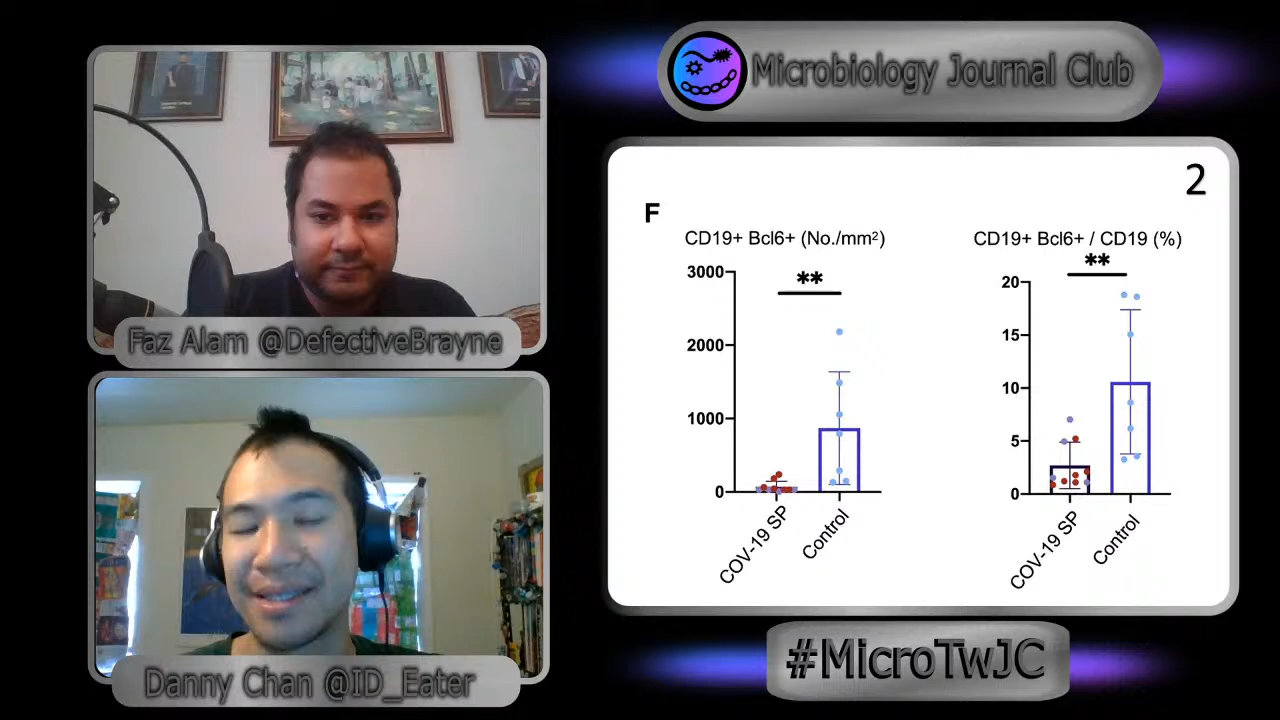 Microbiology Journal Club
Faz Alam @DefectiveBrayne
Danny Chan @ID_Eater
2
F
CD19+ Bcl6+ (No./mm²)
**
3000
2000
1000
0
COV-19 SP
Control
CD19+ Bcl6+ / CD19 (%)
**
20
15
10
5
0
COV-19 SP
Control
#MicroTwJC